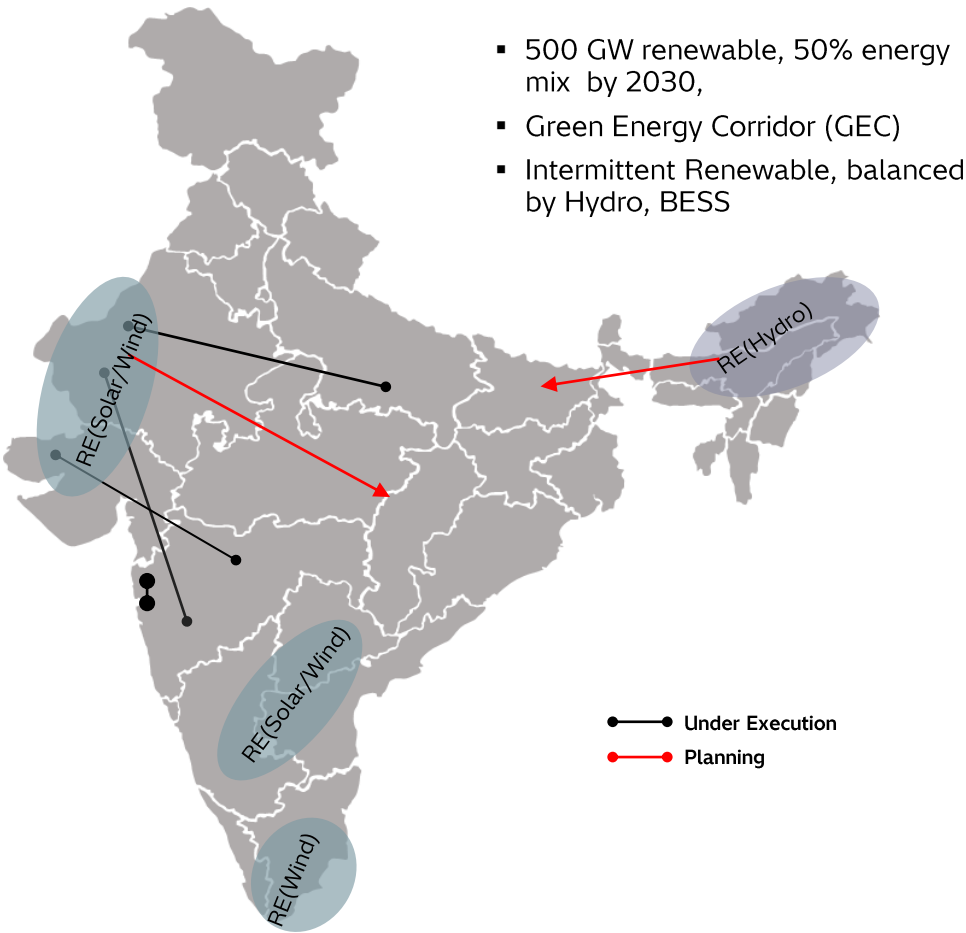 ▪ 500 GW renewable, 50% energy
mix by 2030,
▪ Green Energy Corridor (GEC)
▪ Intermittent Renewable, balanced
by Hydro, BESS
RE(Solar/Wind)
RE(Hydro)
RE(Solar/Wind)
Under Execution
Planning
RE(Wind)